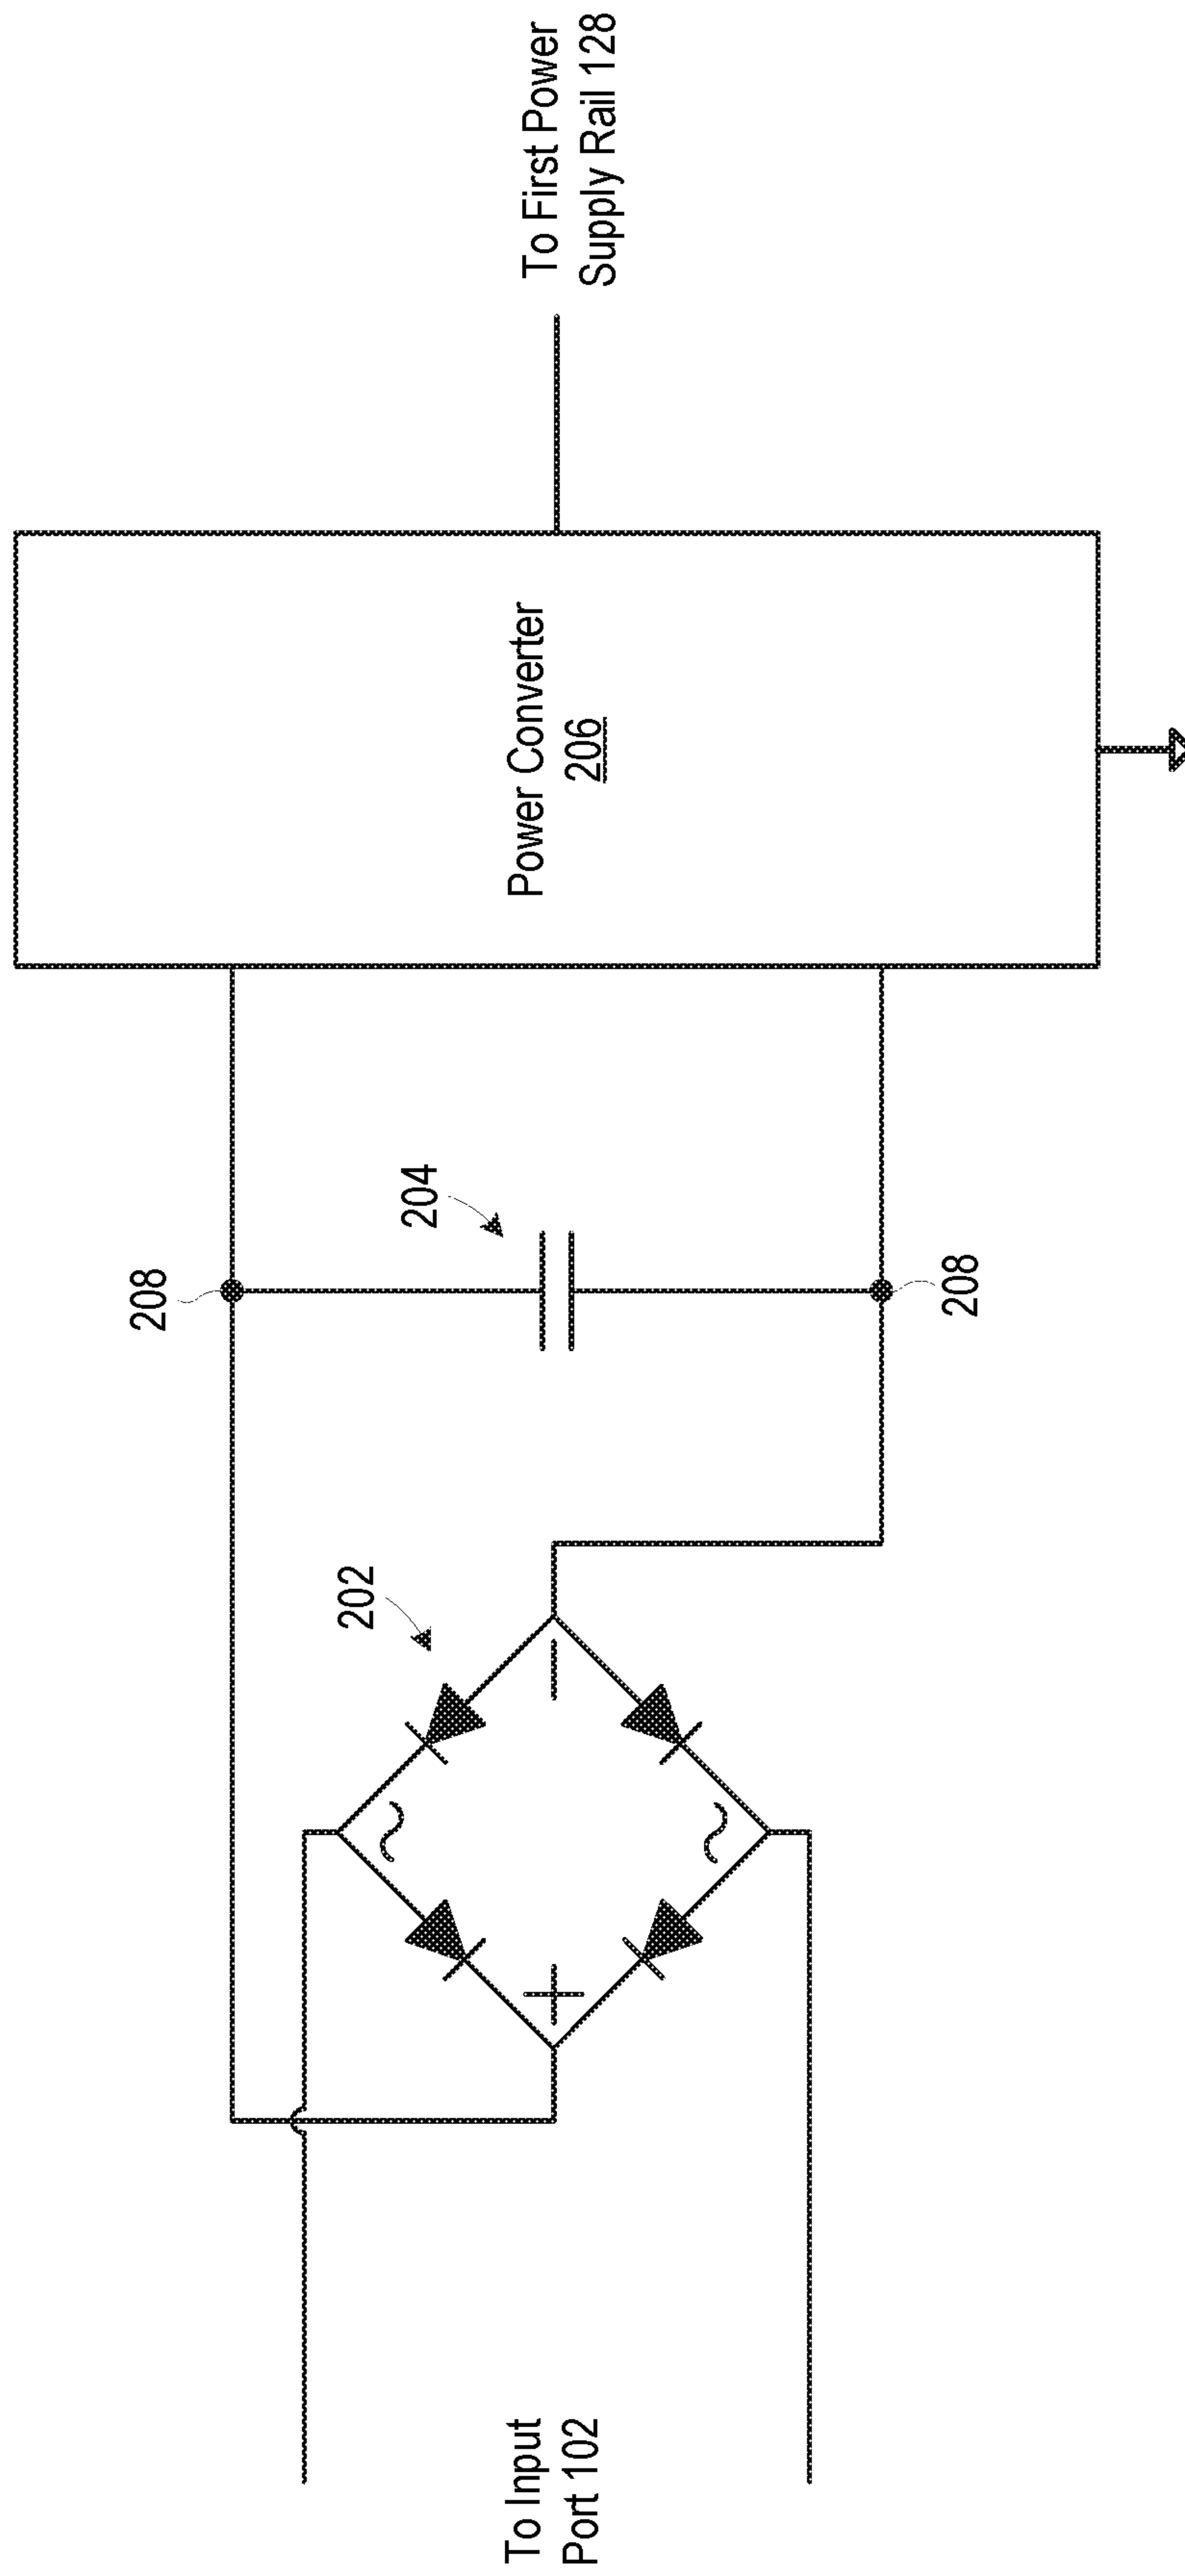 To Input
Port 102
202
208
204
208
Power Converter
206
To First Power
Supply Rail 128